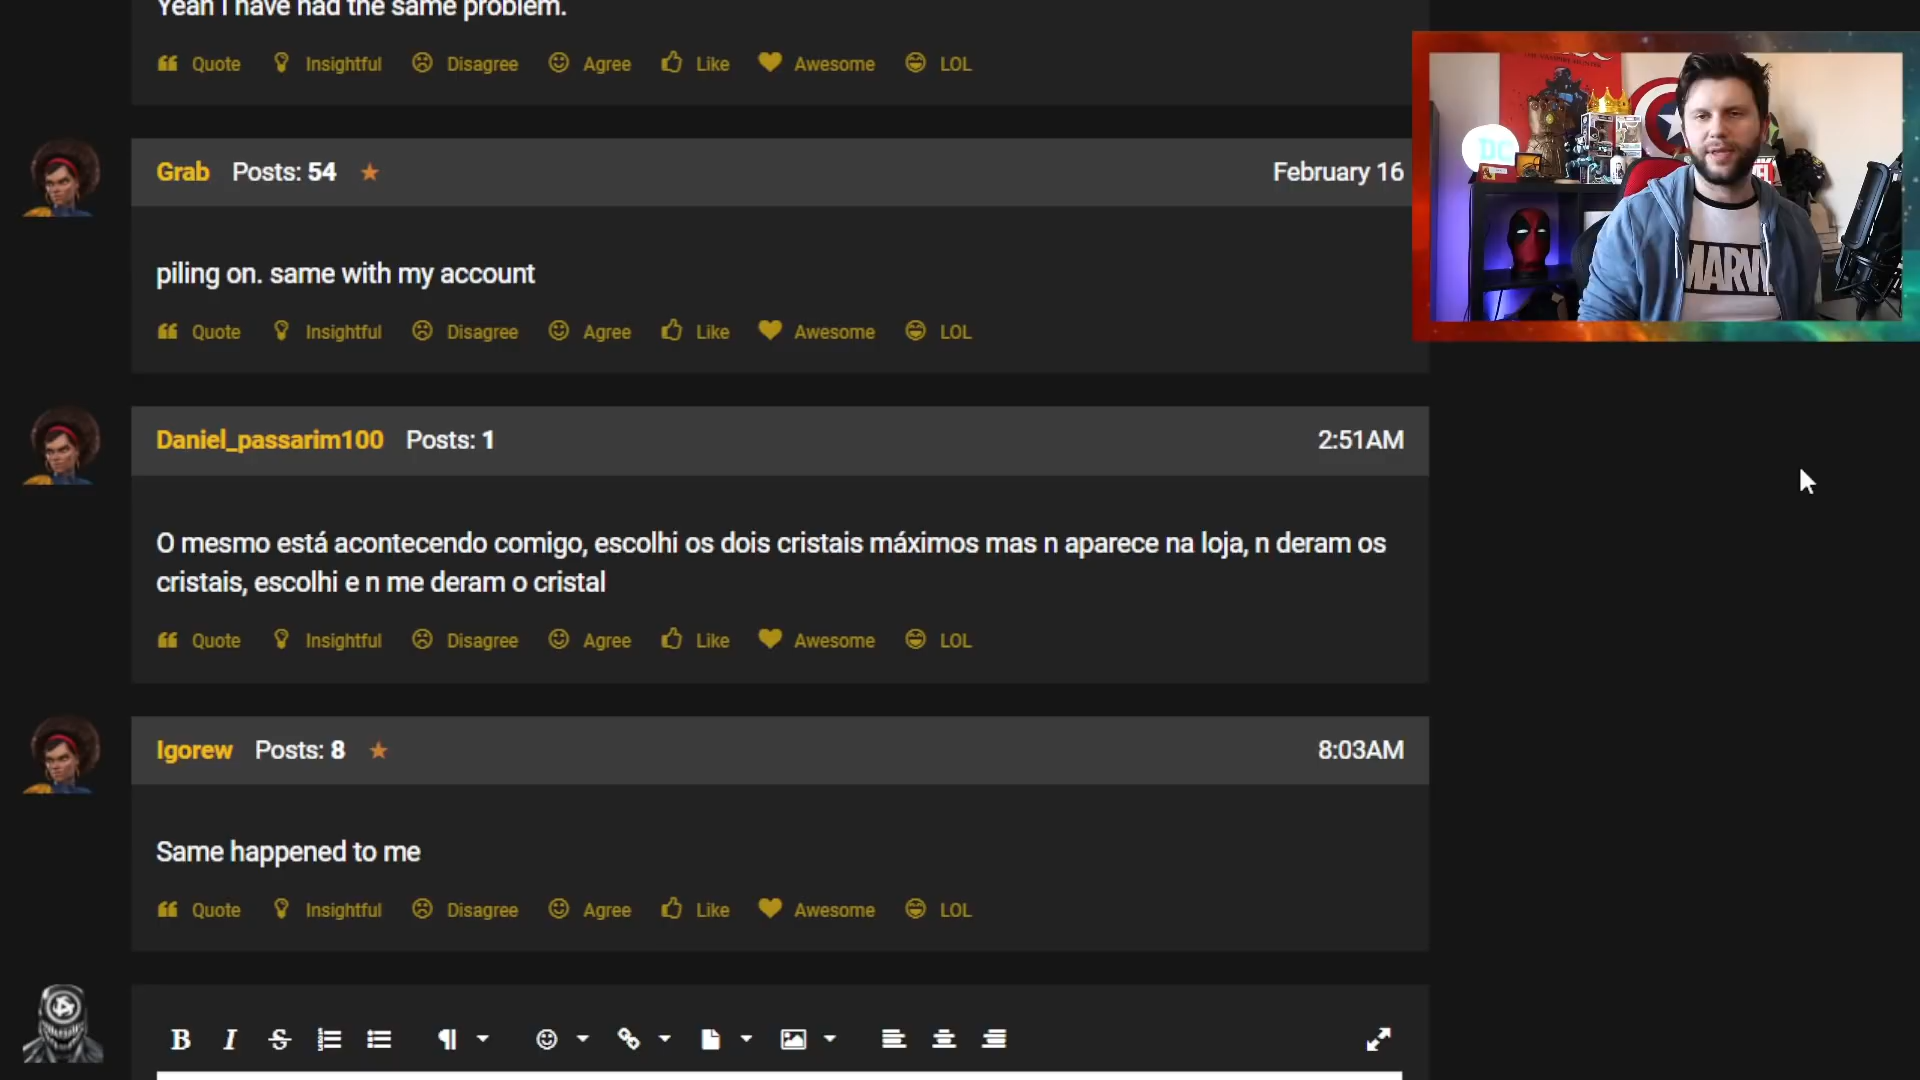 Yeah I have had the same problem.
Quote Insightful Disagree Agree Like Awesome LOL
Grab Posts: 54 February 16
piling on. same with my account
Quote Insightful Disagree Agree Like Awesome LOL
Daniel_passarim100 Posts: 1 2:51AM
O mesmo está acontecendo comigo, escolhi os dois cristais máximos mas n aparece na loja, n deram os
cristais, escolhi e n me deram o cristal
Quote Insightful Disagree Agree Like Awesome LOL
Igorew Posts: 8 8:03AM
Same happened to me
Quote Insightful Disagree Agree Like Awesome LOL
B I S
DC
MARV